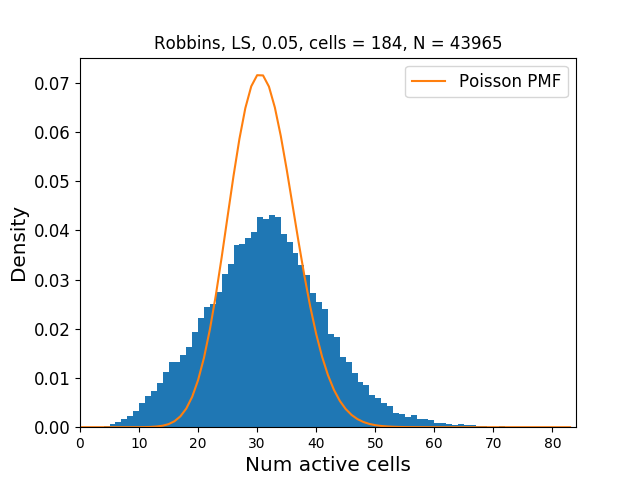 Robbins, LS, 0.05, cells = 184, N = 43965
Poisson PMF
Density
0.07
0.06
0.05
0.04
0.03
0.02
0.01
0.00
0 10 20 30 40 50 60 70 80
Num active cells